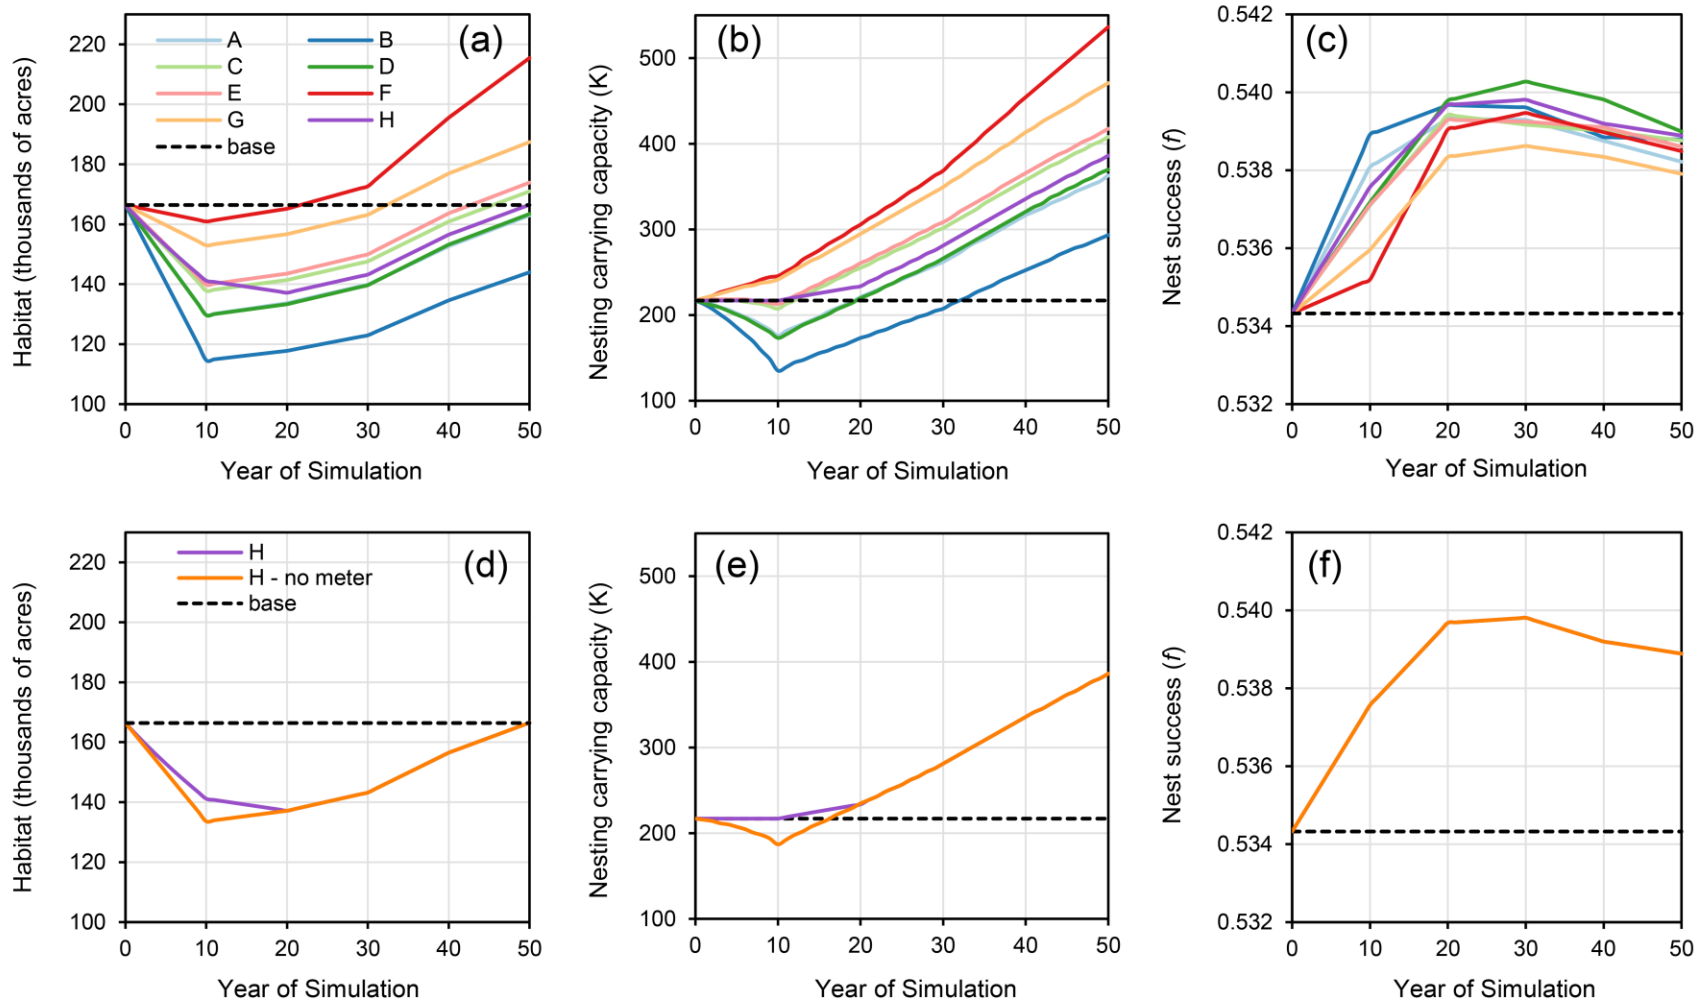 (a)
A B
C D
E F
G H
base
220
200
180
160
140
120
100
0 10 20 30 40 50
Habitat (thousands of acres)
Year of Simulation
(b)
500
400
300
200
100
0 10 20 30 40 50
Nesting carrying capacity (K)
Year of Simulation
(c)
0.542
0.540
0.538
0.536
0.534
0.532
0 10 20 30 40 50
Nest success (f)
Year of Simulation
(d)
H
H - no meter
base
220
200
180
160
140
120
100
0 10 20 30 40 50
Habitat (thousands of acres)
Year of Simulation
(e)
500
400
300
200
100
0 10 20 30 40 50
Nesting carrying capacity (K)
Year of Simulation
(f)
0.542
0.540
0.538
0.536
0.534
0.532
0 10 20 30 40 50
Nest success (f)
Year of Simulation